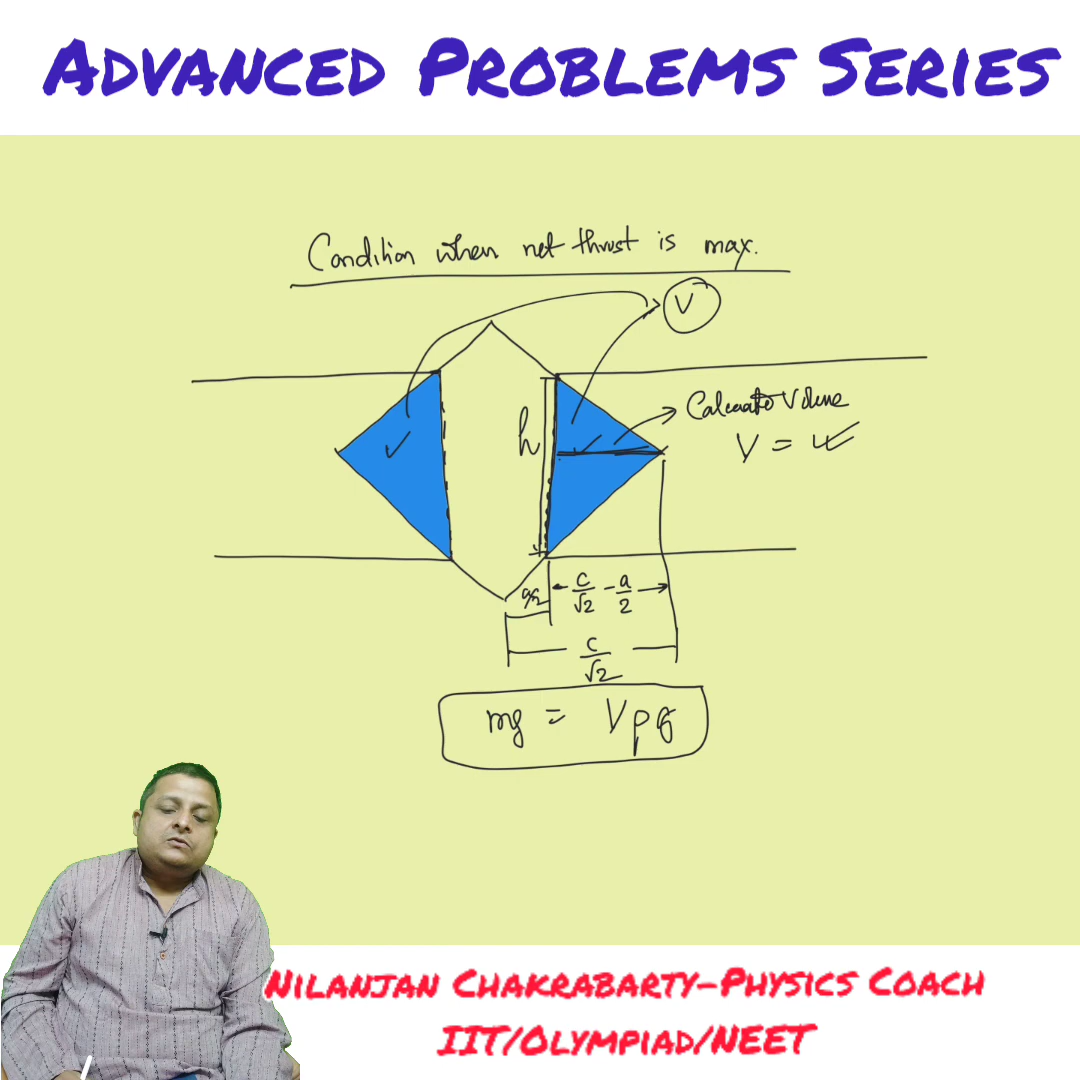 ADVANCED PROBLEMS SERIES
Condition when net thrust is max.
V
h
Calculate Volume
V = 
a/2
C/√2 - a/2
C/√2
mg = Vρg
NILANJAN CHAKRABARTY-PHYSICS COACH
IIT/OLYMPIAD/NEET